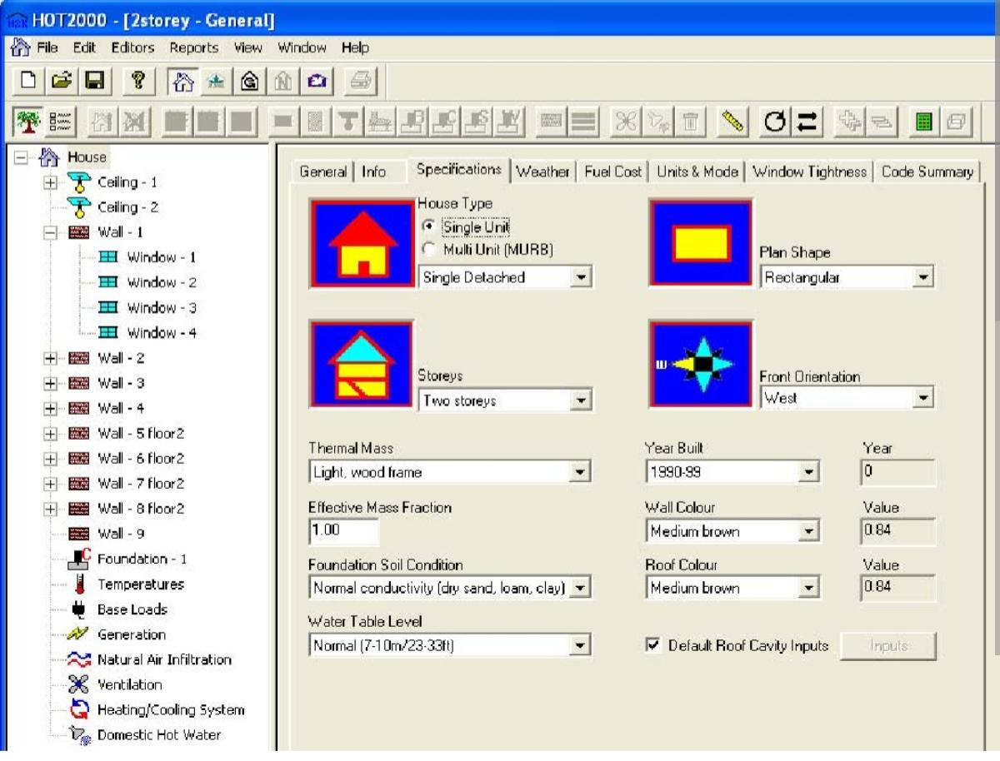 HOT2000 - [2storey - General]
File Edit Editors Reports View Window Help
House
Ceiling - 1
Ceiling - 2
Wall - 1
Window - 1
Window - 2
Window - 3
Window - 4
Wall - 2
Wall - 3
Wall - 4
Wall - 5 floor2
Wall - 6 floor2
Wall - 7 floor2
Wall - 8 floor2
Wall - 9
Foundation - 1
Temperatures
Base Loads
Generation
Natural Air Infiltration
Ventilation
Heating/Cooling System
Domestic Hot Water
General Info Specifications Weather Fuel Cost Units & Mode Window Tightness Code Summary
House Type
Single Unit
Multi Unit (MURB)
Single Detached
Plan Shape
Rectangular
Storeys
Two storeys
W
Front Orientation
West
Thermal Mass
Light, wood frame
Year Built
1990-99
Year
0
Effective Mass Fraction
1.00
Wall Colour
Medium brown
Value
0.84
Foundation Soil Condition
Normal conductivity (dry sand, loam, clay)
Roof Colour
Medium brown
Value
0.84
Water Table Level
Normal (7-10m/23-33ft)
Default Roof Cavity Inputs
Inputs